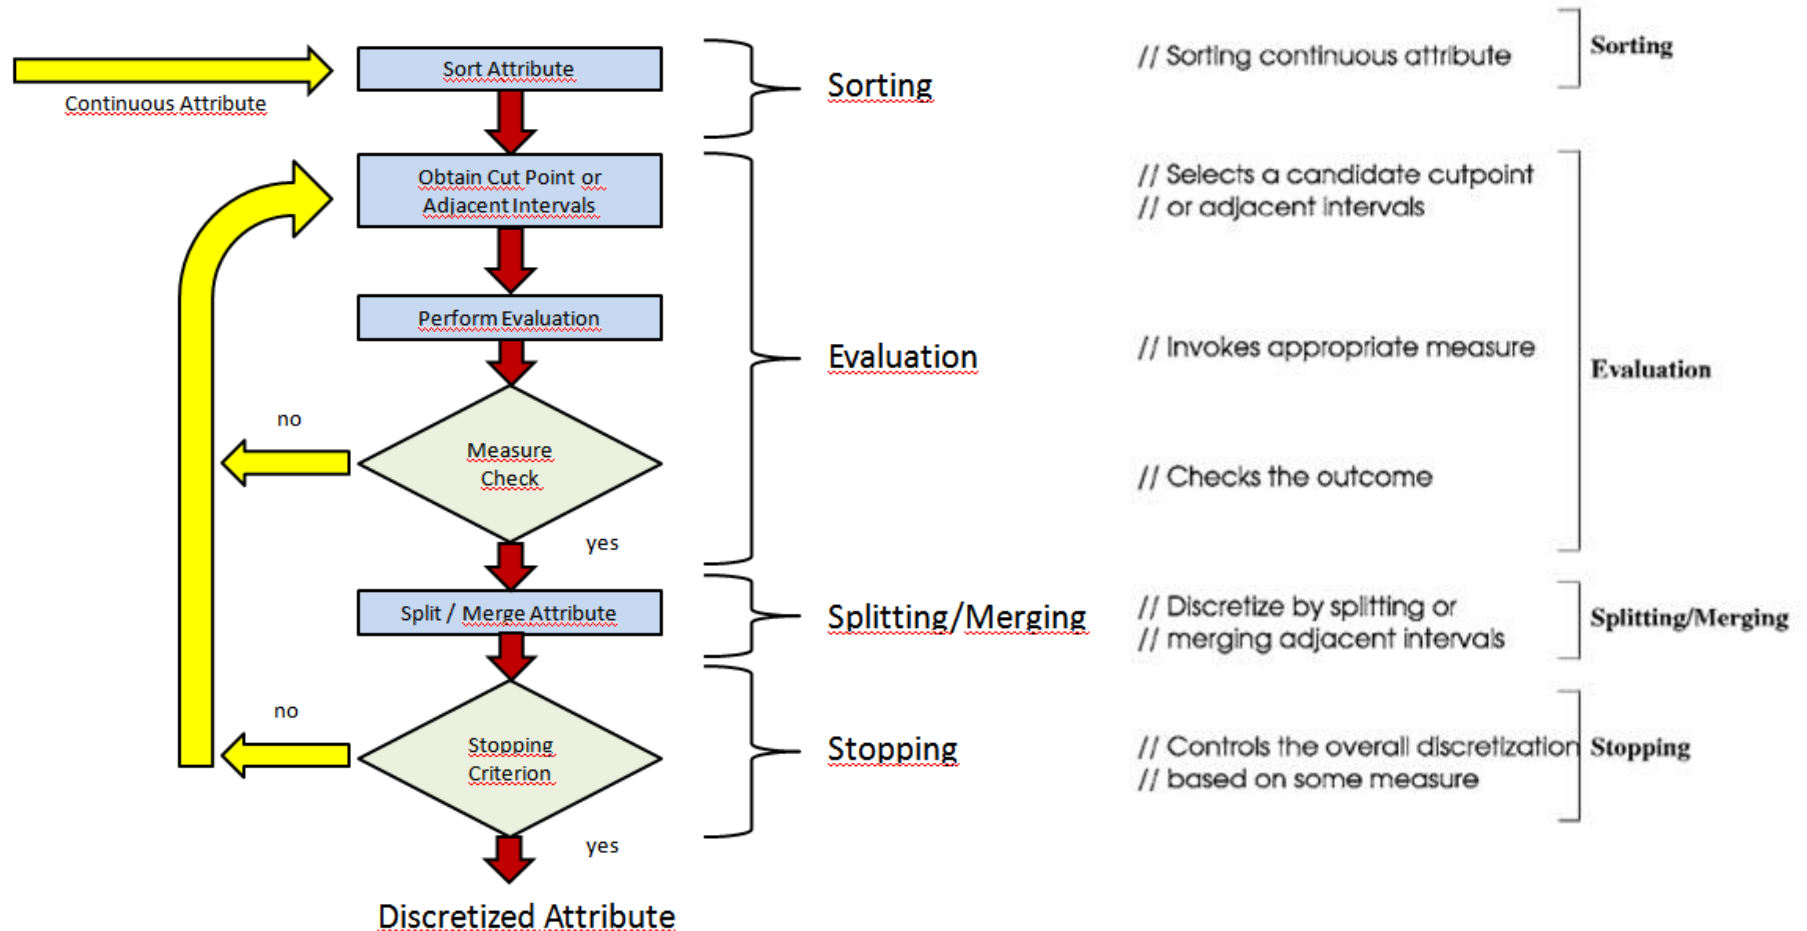 Sort Attribute
Continuous Attribute
Sorting
// Sorting continuous attribute
Sorting
Obtain Cut Point or
Adjacent Intervals
// Selects a candidate cutpoint
// or adjacent intervals
Perform Evaluation
Evaluation
// Invokes appropriate measure
Evaluation
no
Measure
Check
// Checks the outcome
yes
Split / Merge Attribute
Splitting/Merging
// Discretize by splitting or
// merging adjacent intervals
Splitting/Merging
no
Stopping
Criterion
Stopping
// Controls the overall discretization
// based on some measure
Stopping
yes
Discretized Attribute